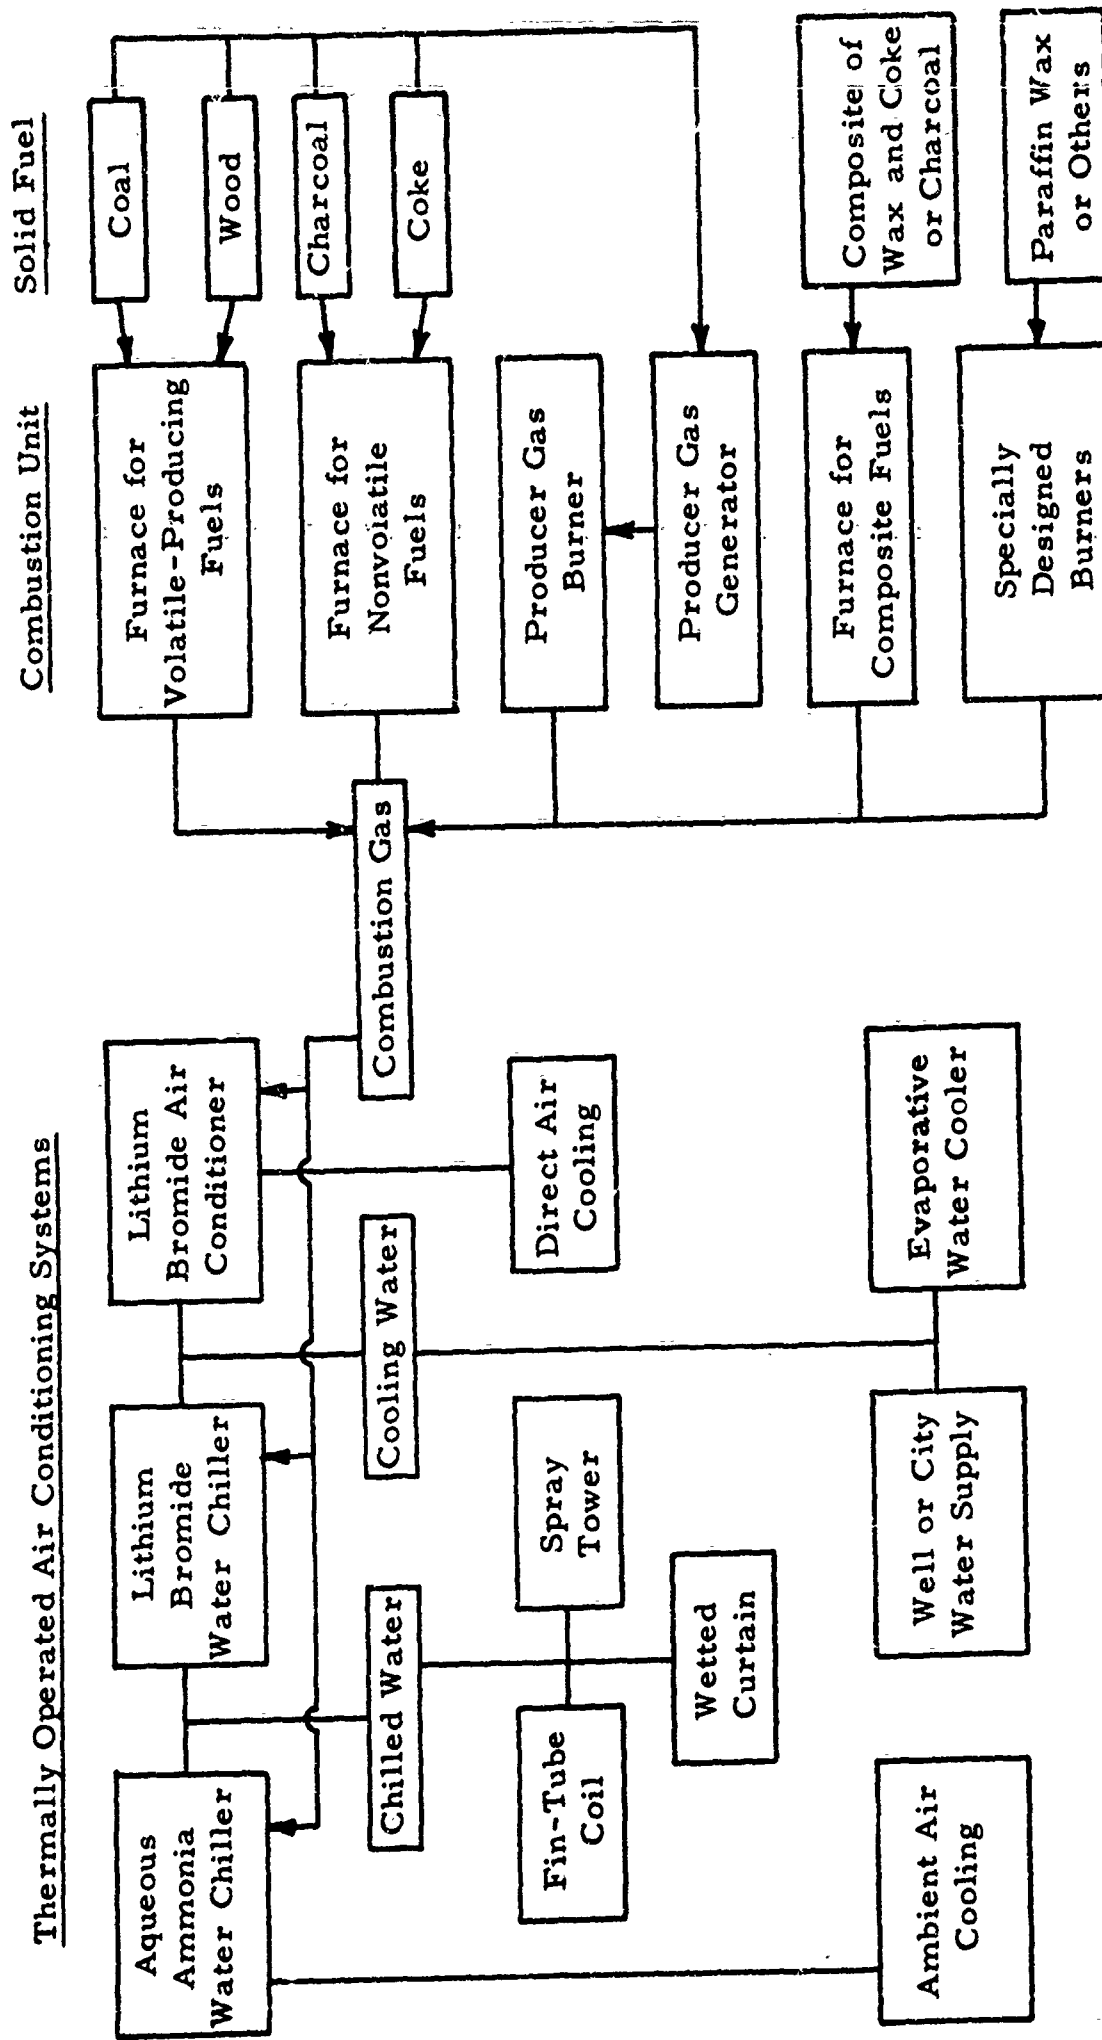 Thermally Operated Air Conditioning Systems
Combustion Unit
Solid Fuel
Aqueous
Ammonia
Water Chiller
Lithium
Bromide
Water Chiller
Lithium
Bromide Air
Conditioner
Chilled Water
Cooling Water
Combustion Gas
Fin-Tube
Coil
Spray
Tower
Direct Air
Cooling
Wetted
Curtain
Ambient Air
Cooling
Well or City
Water Supply
Evaporative
Water Cooler
Furnace for
Volatile-Producing
Fuels
Furnace for
Nonvolatile
Fuels
Producer Gas
Burner
Producer Gas
Generator
Furnace for
Composite Fuels
Specially
Designed
Burners
Coal
Wood
Charcoal
Coke
Composite of
Wax and Coke
or Charcoal
Paraffin Wax
or Others